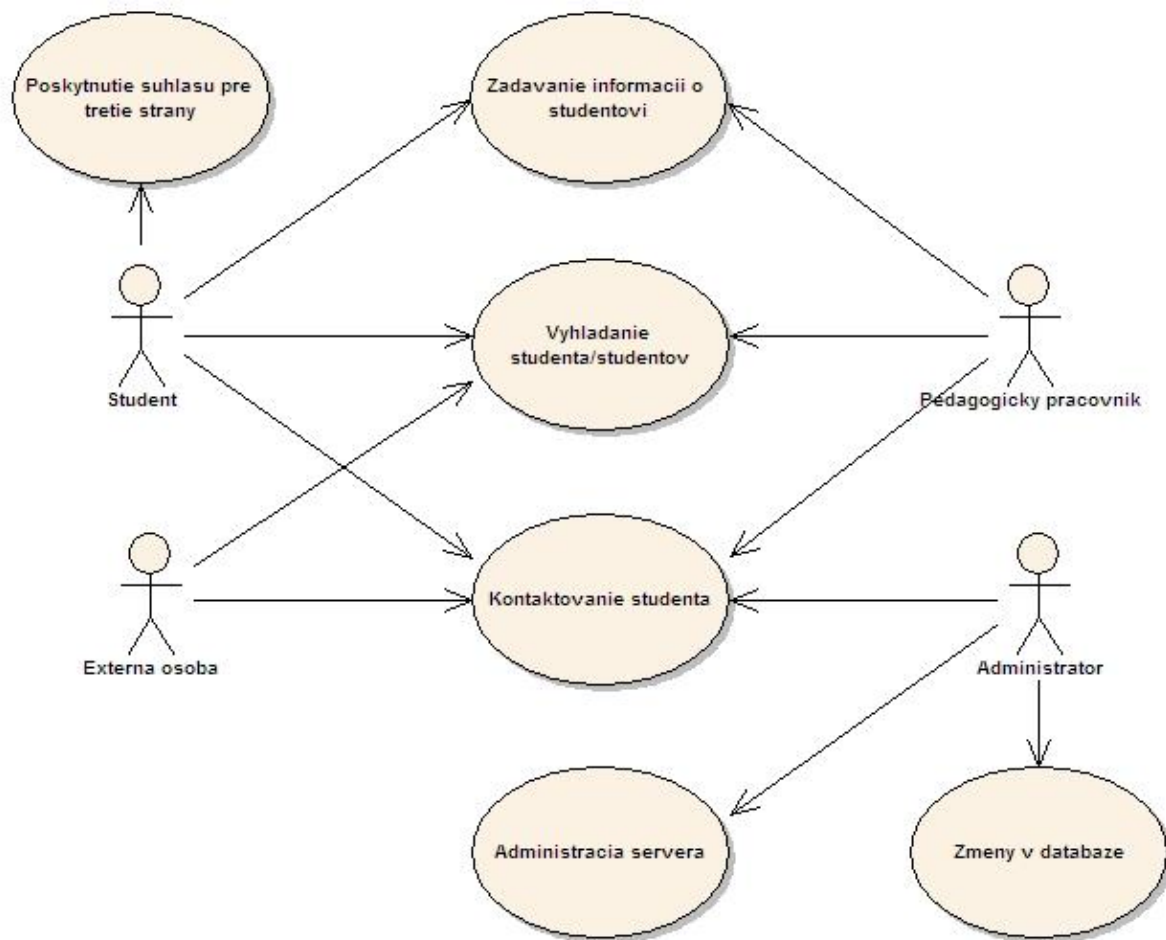 Poskytnutie suhlasu pre
tretie strany
Zadavanie informacii o
studentovi
Vyhladanie
studenta/studentov
Student
Pedagogicky pracovnik
Kontaktovanie studenta
Externa osoba
Administrator
Administracia servera
Zmeny v databaze